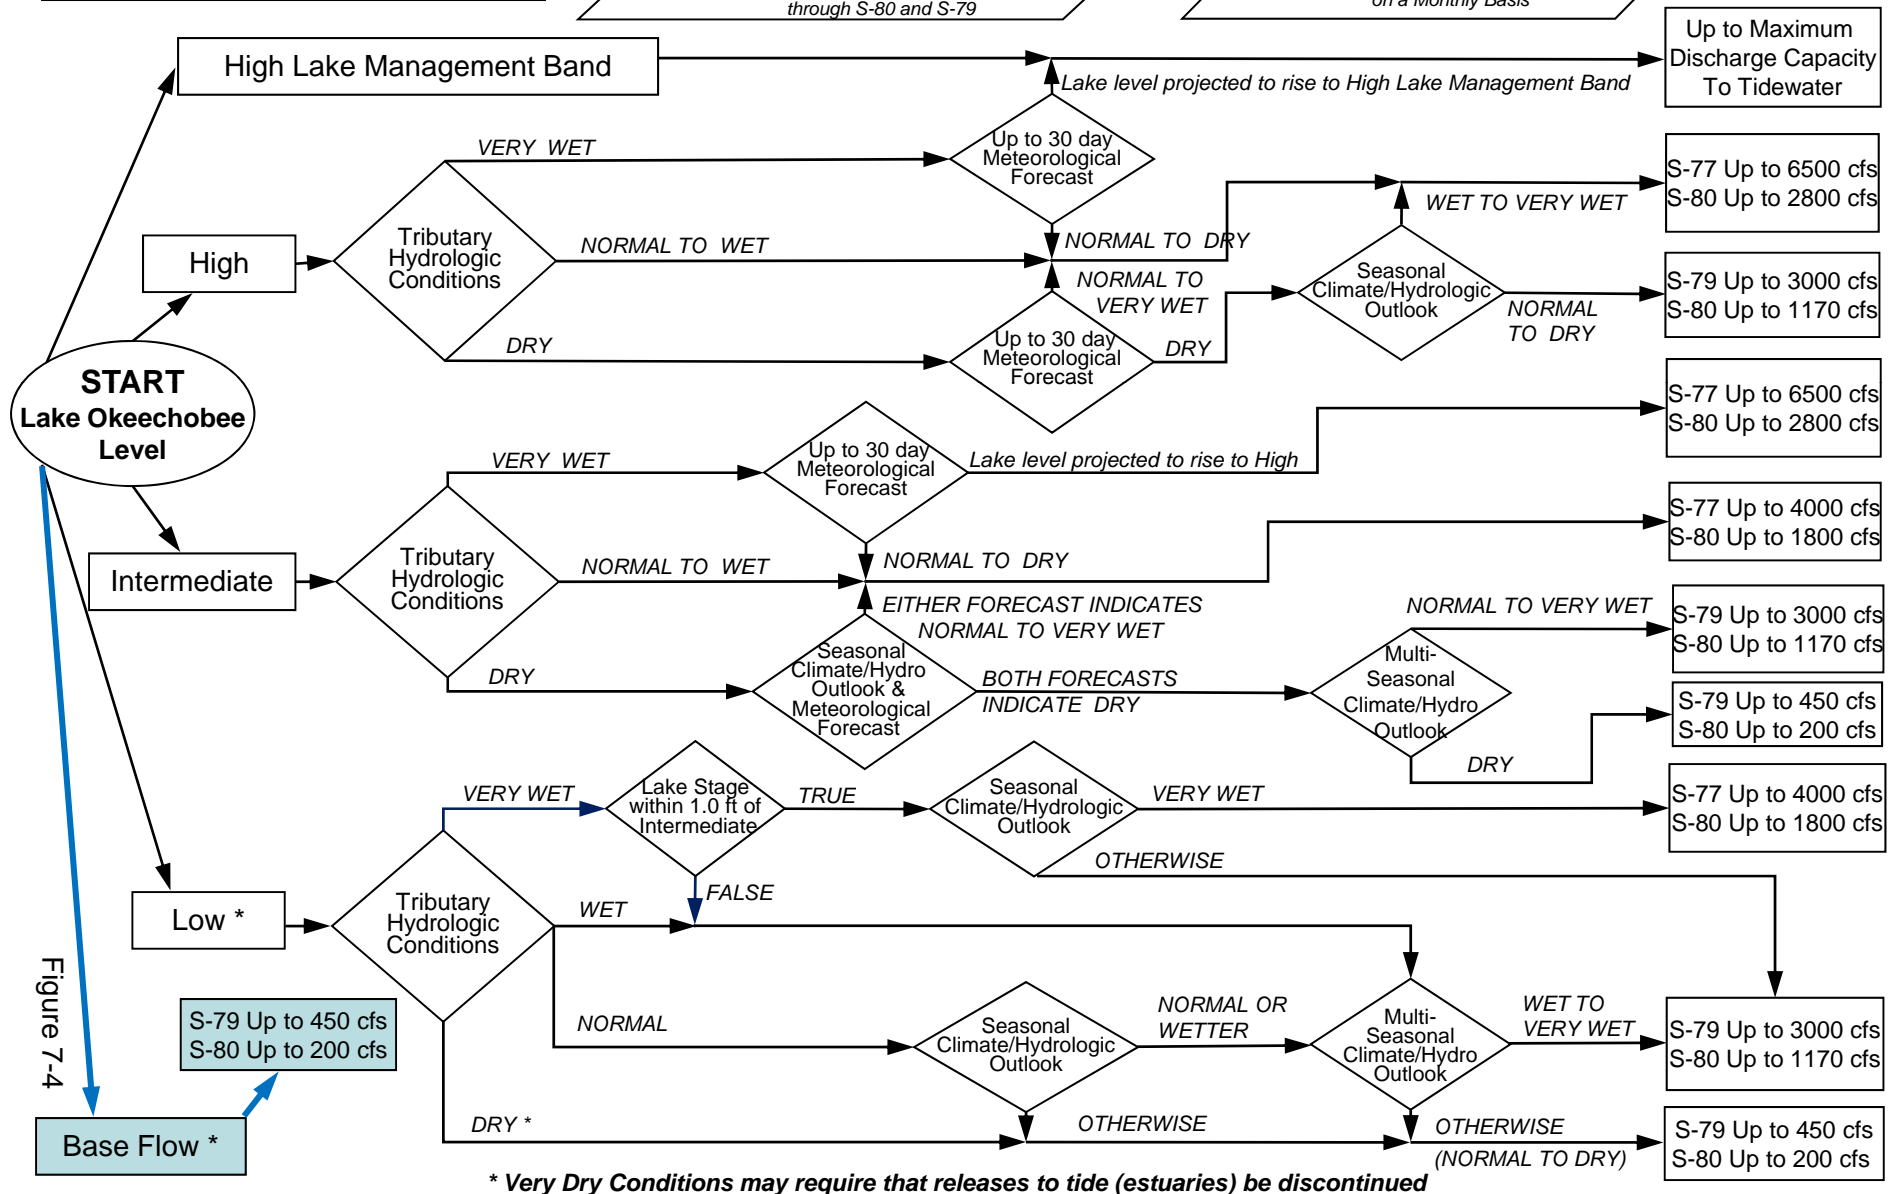 through S-80 and S-79
on a Monthly Basis
High Lake Management Band
Lake level projected to rise to High Lake Management Band
Up to Maximum
Discharge Capacity
To Tidewater
VERY WET
Up to 30 day
Meteorological
Forecast
S-77 Up to 6500 cfs
S-80 Up to 2800 cfs
WET TO VERY WET
High
Tributary
Hydrologic
Conditions
NORMAL TO WET
NORMAL TO DRY
NORMAL TO
VERY WET
Seasonal
Climate/Hydrologic
Outlook
NORMAL
TO DRY
S-79 Up to 3000 cfs
S-80 Up to 1170 cfs
DRY
Up to 30 day
Meteorological
Forecast
DRY
START
Lake Okeechobee
Level
S-77 Up to 6500 cfs
S-80 Up to 2800 cfs
VERY WET
Up to 30 day
Meteorological
Forecast
Lake level projected to rise to High
S-77 Up to 4000 cfs
S-80 Up to 1800 cfs
Intermediate
Tributary
Hydrologic
Conditions
NORMAL TO WET
NORMAL TO DRY
EITHER FORECAST INDICATES
NORMAL TO VERY WET
NORMAL TO VERY WET
S-79 Up to 3000 cfs
S-80 Up to 1170 cfs
DRY
Seasonal
Climate/Hydro
Outlook &
Meteorological
Forecast
BOTH FORECASTS
INDICATE DRY
Multi-
Seasonal
Climate/Hydro
Outlook
DRY
S-79 Up to 450 cfs
S-80 Up to 200 cfs
VERY WET
Lake Stage
within 1.0 ft of
Intermediate
TRUE
Seasonal
Climate/Hydrologic
Outlook
VERY WET
S-77 Up to 4000 cfs
S-80 Up to 1800 cfs
OTHERWISE
FALSE
Low *
Tributary
Hydrologic
Conditions
WET
NORMAL
Seasonal
Climate/Hydrologic
Outlook
NORMAL OR
WETTER
Multi-
Seasonal
Climate/Hydro
Outlook
WET TO
VERY WET
S-79 Up to 3000 cfs
S-80 Up to 1170 cfs
Figure 7-4
S-79 Up to 450 cfs
S-80 Up to 200 cfs
Base Flow *
DRY *
OTHERWISE
OTHERWISE
(NORMAL TO DRY)
S-79 Up to 450 cfs
S-80 Up to 200 cfs
* Very Dry Conditions may require that releases to tide (estuaries) be discontinued